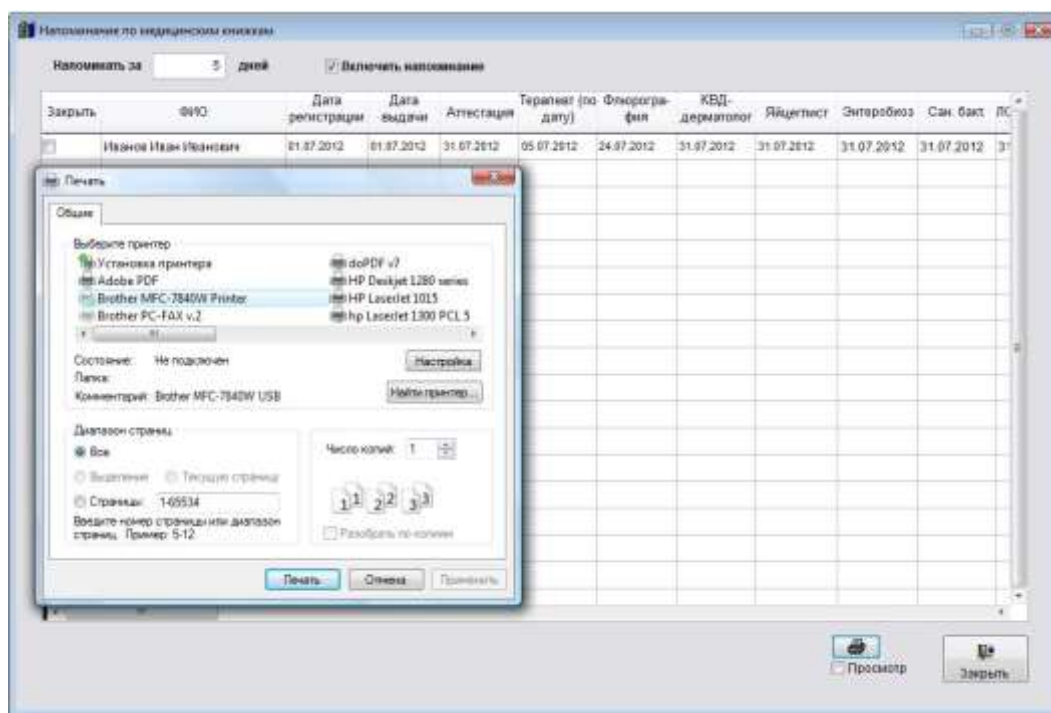 Напоминание по медицинским книжкам
Напоминать за 5 дней Включить напоминание
Закрыть ФИО Дата регистрации Дата выдачи Аттестация Терапевт (по дату) Флюорогра-фия КВД-дерматолог Яйцеглист Энтеробиоз Сан. бакт
Иванов Иван Иванович 01.07.2012 01.07.2012 31.07.2012 05.07.2012 24.07.2012 31.07.2012 31.07.2012 31.07.2012 31.07.2012
Печать
Общие
Выберите принтер
Установка принтера doPDF v7
Adobe PDF HP Deskjet 1280 series
Brother MFC-7840W Printer HP LaserJet 1015
Brother PC-FAX v.2 hp LaserJet 1300 PCL 5
Состояние: Не подключен Настройка
Папка:
Комментарий: Brother MFC-7840W USB Найти принтер...
Диапазон страниц
Все Число копий: 1
Выделение Текущую страницу
Страницы: 1-65534
11 22 33
Введите номер страницы или диапазон
страниц. Пример: 5-12 Разобрать по копиям
Печать Отмена Применить
Просмотр Закрыть